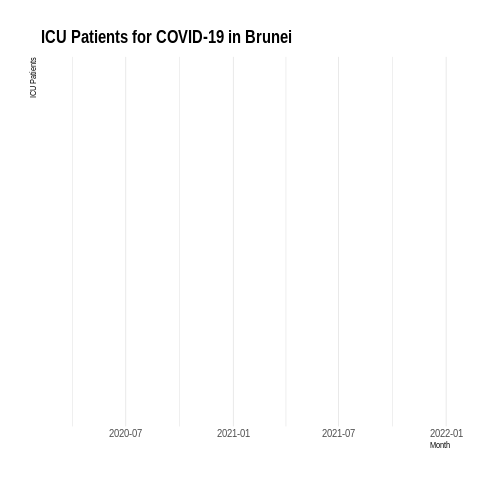 ICU Patients for COVID-19 in Brunei
ICU Patients
2020-07
2021-01
2021-07
2022-01
Month